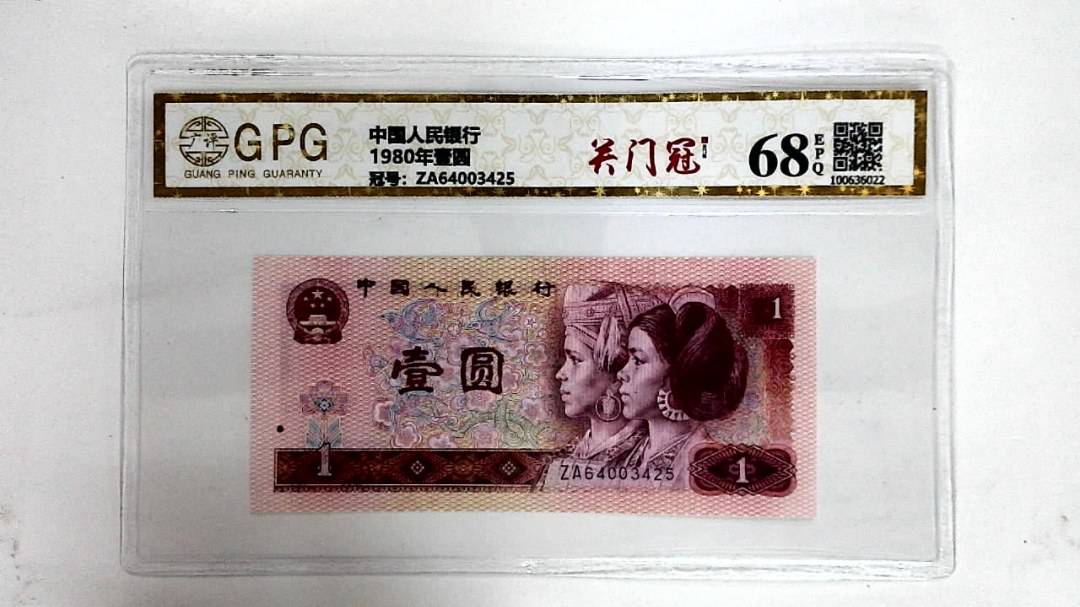 广评
GPG
GUANG PING GUARANTY
中国人民银行
1980年壹圆
冠号：ZA64003425
关门冠
68
EPQ
100636022
中国人民银行
1
壹圆
1
ZA64003425
1